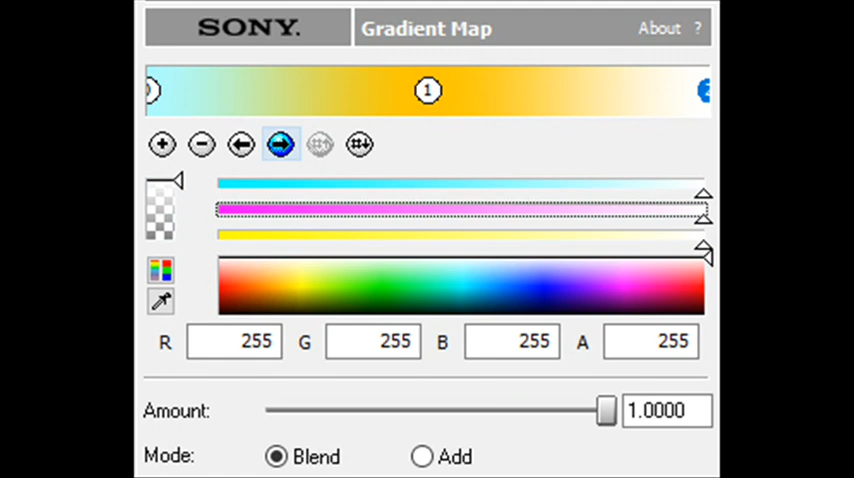 SONY. Gradient Map About ?
1
R 255 G 255 B 255 A 255
Amount: 1.0000
Mode: Blend Add